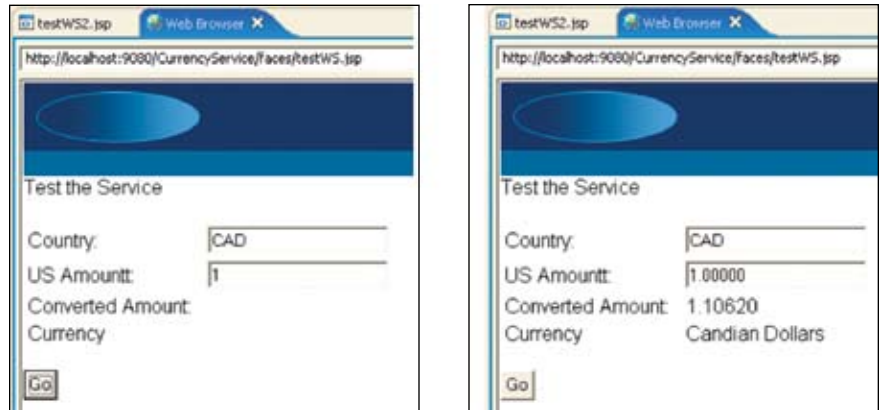 testWS2.jsp Web Browser
http://localhost:9080/CurrencyService/faces/testWS.jsp
Test the Service
Country: CAD
US Amountt: 1
Converted Amount:
Currency
Go
testWS2.jsp Web Browser
http://localhost:9080/CurrencyService/faces/testWS.jsp
Test the Service
Country: CAD
US Amountt: 1.00000
Converted Amount: 1.10620
Currency Candian Dollars
Go